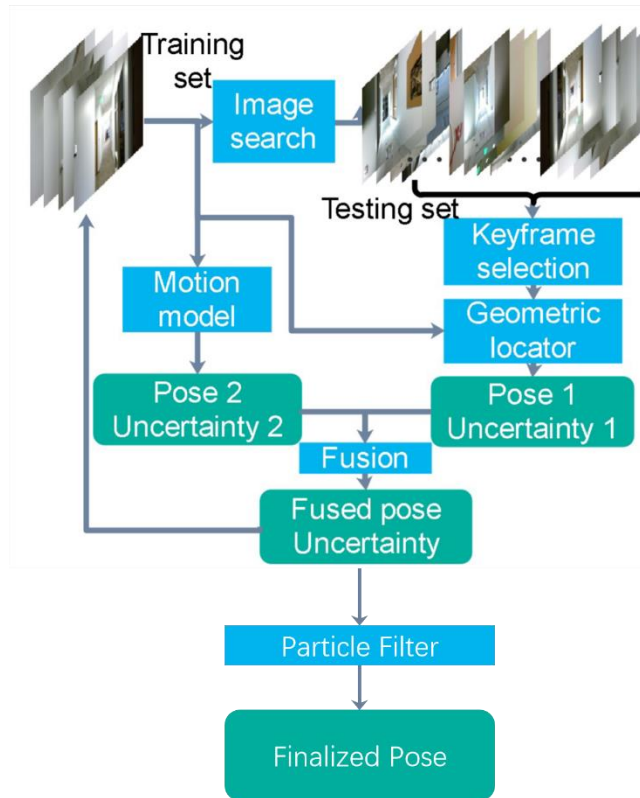 Training
set
Image
search
Testing set
Keyframe
selection
Motion
model
Geometric
locator
Pose 2
Uncertainty 2
Pose 1
Uncertainty 1
Fusion
Fused pose
Uncertainty
Particle Filter
Finalized Pose